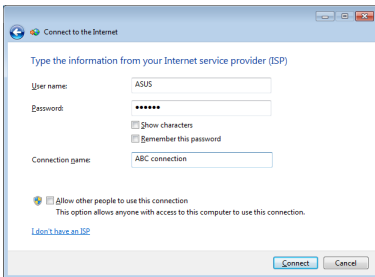 Connect to the Internet
Type the information from your Internet service provider (ISP)
User name: ASUS
Password: ••••••
Show characters
Remember this password
Connection name: ABC connection
Allow other people to use this connection
This option allows anyone with access to this computer to use this connection.
I don't have an ISP
Connect Cancel